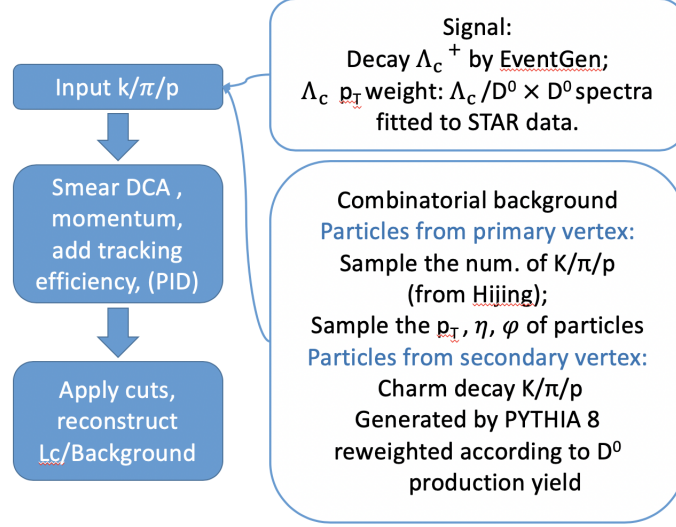 Input k/π/p
Smear DCA ,
momentum,
add tracking
efficiency, (PID)
Apply cuts,
reconstruct
Lc/Background
Signal:
Decay Λc + by EventGen;
Λc pT weight: Λc/D⁰ × D⁰ spectra
fitted to STAR data.
Combinatorial background
Particles from primary vertex:
Sample the num. of K/π/p
(from Hijing);
Sample the pT, η, φ of particles
Particles from secondary vertex:
Charm decay K/π/p
Generated by PYTHIA 8
reweighted according to D⁰
production yield